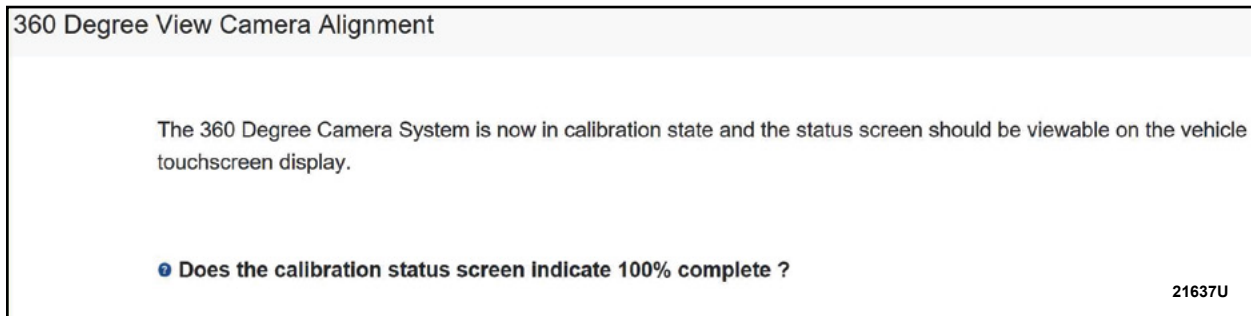 360 Degree View Camera Alignment
The 360 Degree Camera System is now in calibration state and the status screen should be viewable on the vehicle
touchscreen display.
? Does the calibration status screen indicate 100% complete ?
21637U